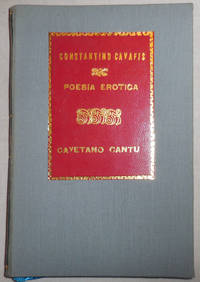 CONSTANTINO CAVAFIS
POESIA EROTICA
CAYETANO CANTU